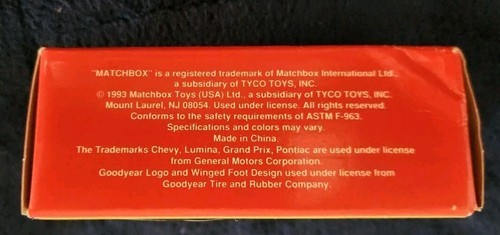 "MATCHBOX" is a registered trademark of Matchbox International Ltd.,
a subsidiary of TYCO TOYS, INC.
© 1993 Matchbox Toys (USA) Ltd., a subsidiary of TYCO TOYS, INC.
Mount Laurel, NJ 08054. Used under license. All rights reserved.
Conforms to the safety requirements of ASTM F-963.
Specifications and colors may vary.
Made in China.
The Trademarks Chevy, Lumina, Grand Prix, Pontiac are used under license
from General Motors Corporation.
Goodyear Logo and Winged Foot Design used under license from
Goodyear Tire and Rubber Company.